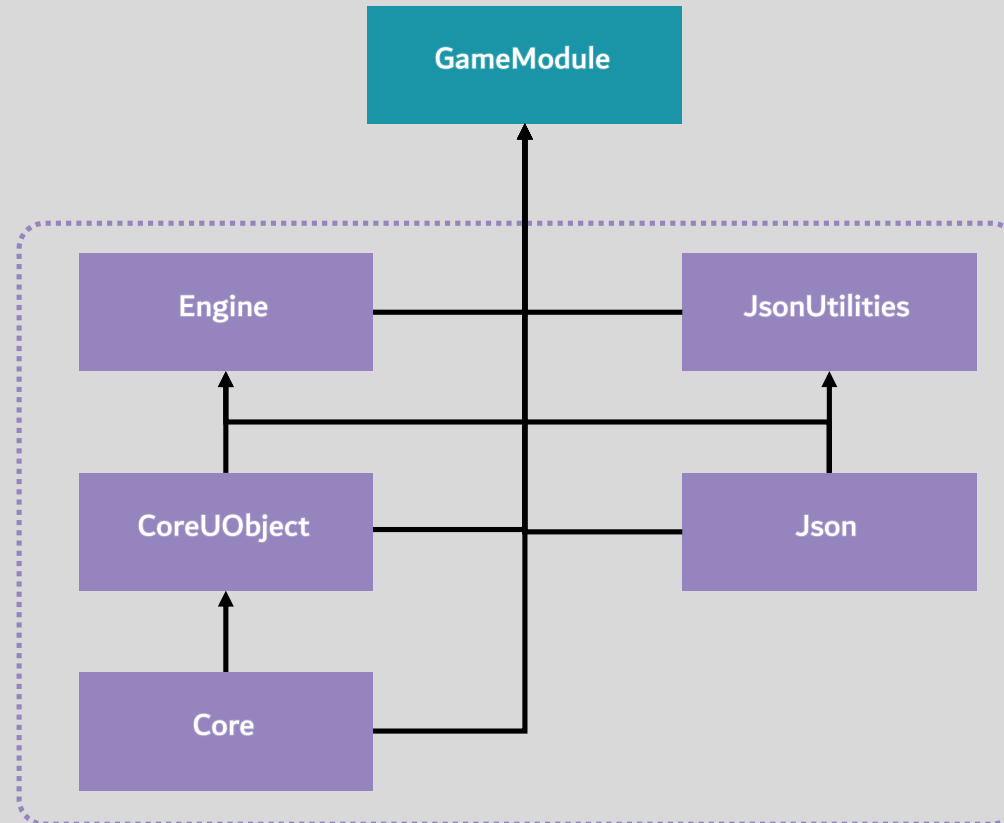 GameModule
Engine
JsonUtilities
CoreUObject
Json
Core